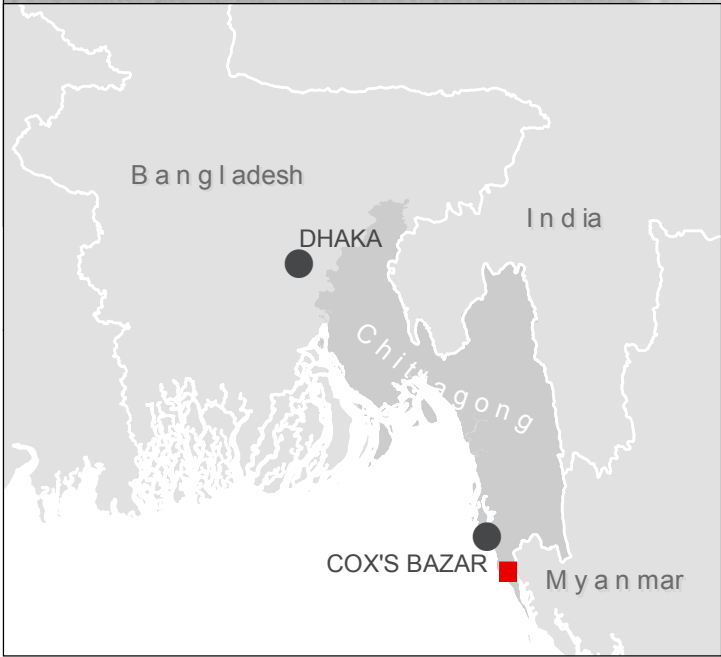 Bangladesh
India
DHAKA
Chittagong
COX'S BAZAR
Myanmar